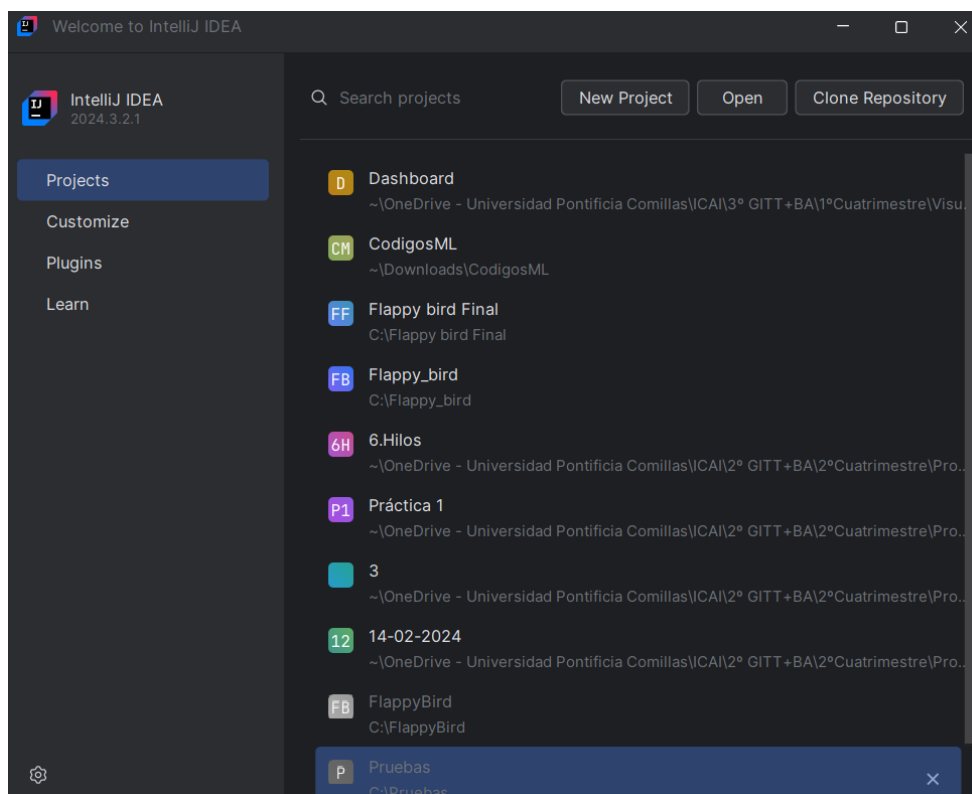 Welcome to IntelliJ IDEA
IntelliJ IDEA
2024.3.2.1
Projects
Customize
Plugins
Learn
Search projects
New Project
Open
Clone Repository
D
Dashboard
~\OneDrive - Universidad Pontificia Comillas\ICAI\3º GITT+BA\1ºCuatrimestre\Visu.
CM
CodigosML
~\Downloads\CodigosML
FF
Flappy bird Final
C:\Flappy bird Final
FB
Flappy_bird
C:\Flappy_bird
6H
6.Hilos
~\OneDrive - Universidad Pontificia Comillas\ICAI\2º GITT+BA\2ºCuatrimestre\Pro..
P1
Práctica 1
~\OneDrive - Universidad Pontificia Comillas\ICAI\2º GITT+BA\2ºCuatrimestre\Pro..
3
~\OneDrive - Universidad Pontificia Comillas\ICAI\2º GITT+BA\2ºCuatrimestre\Pro..
12
14-02-2024
~\OneDrive - Universidad Pontificia Comillas\ICAI\2º GITT+BA\2ºCuatrimestre\Pro..
FB
FlappyBird
C:\FlappyBird
P
Pruebas
C:\Pruebas